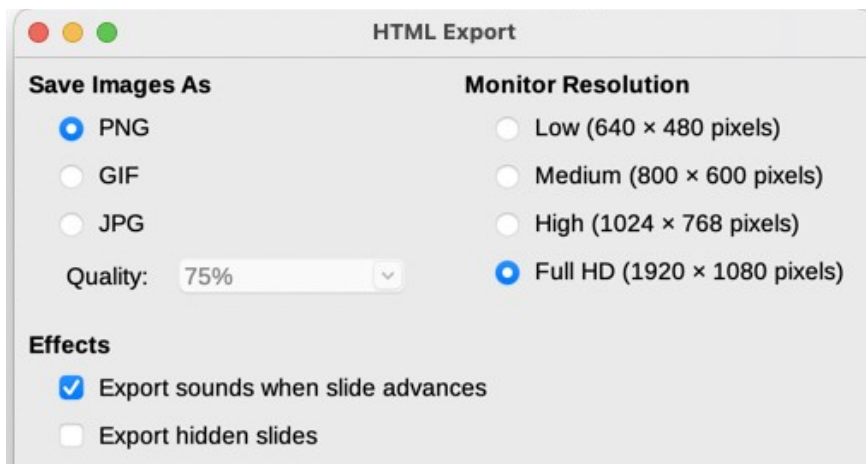 HTML Export
Save Images As
PNG
GIF
JPG
Quality: 75%
Monitor Resolution
Low (640 × 480 pixels)
Medium (800 × 600 pixels)
High (1024 × 768 pixels)
Full HD (1920 × 1080 pixels)
Effects
Export sounds when slide advances
Export hidden slides